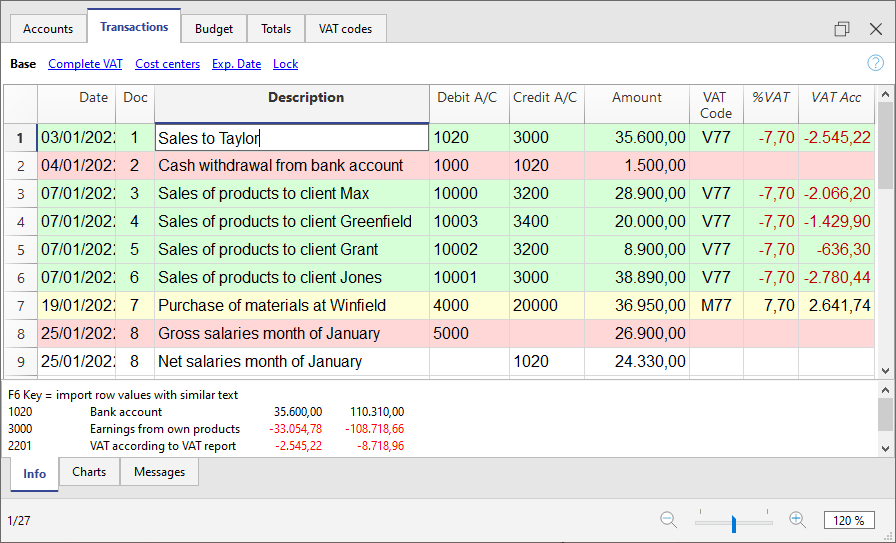 Accounts Transactions Budget Totals VAT codes
Base Complete VAT Cost centers Exp. Date Lock
Date Doc Description Debit A/C Credit A/C Amount VAT Code %VAT VAT Acc
1 03/01/202 1 Sales to Taylor 1020 3000 35.600,00 V77 -7,70 -2.545,22
2 04/01/202 2 Cash withdrawal from bank account 1000 1020 1.500,00
3 07/01/202 3 Sales of products to client Max 10000 3200 28.900,00 V77 -7,70 -2.066,20
4 07/01/202 4 Sales of products to client Greenfield 10003 3400 20.000,00 V77 -7,70 -1.429,90
5 07/01/202 5 Sales of products to client Grant 10002 3200 8.900,00 V77 -7,70 -636,30
6 07/01/202 6 Sales of products to client Jones 10001 3000 38.890,00 V77 -7,70 -2.780,44
7 19/01/202 7 Purchase of materials at Winfield 4000 20000 36.950,00 M77 7,70 2.641,74
8 25/01/202 8 Gross salaries month of January 5000 26.900,00
9 25/01/202 8 Net salaries month of January 1020 24.330,00
F6 Key = import row values with similar text
1020 Bank account 35.600,00 110.310,00
3000 Earnings from own products -33.054,78 -108.718,66
2201 VAT according to VAT report -2.545,22 -8.718,96
Info Charts Messages
1/27 120 %